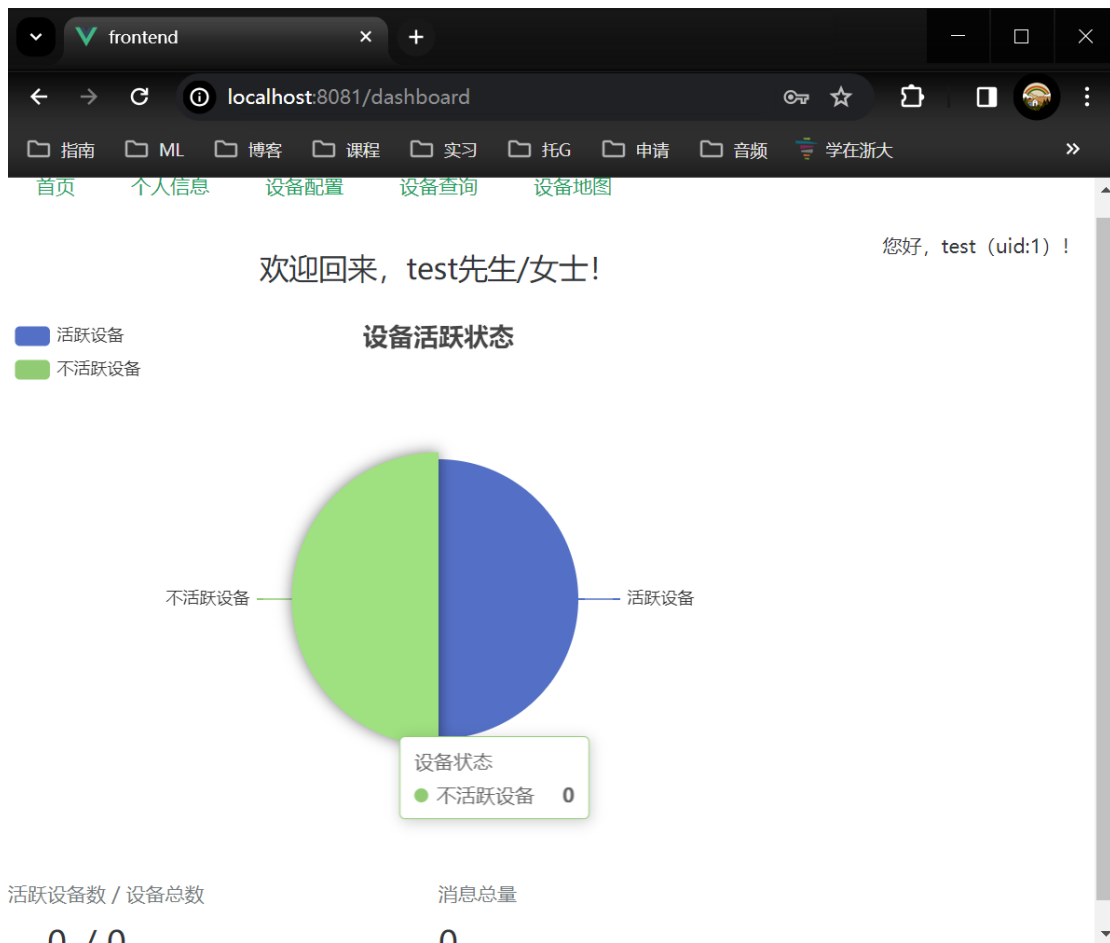 frontend
localhost:8081/dashboard
指南 ML 博客 课程 实习 托G 申请 音频 学在浙大
首页 个人信息 设备配置 设备查询 设备地图
您好，test（uid:1）！
欢迎回来，test先生/女士！
活跃设备
不活跃设备
设备活跃状态
不活跃设备
活跃设备
设备状态
不活跃设备 0
活跃设备数 / 设备总数 消息总量
0 / 0 0